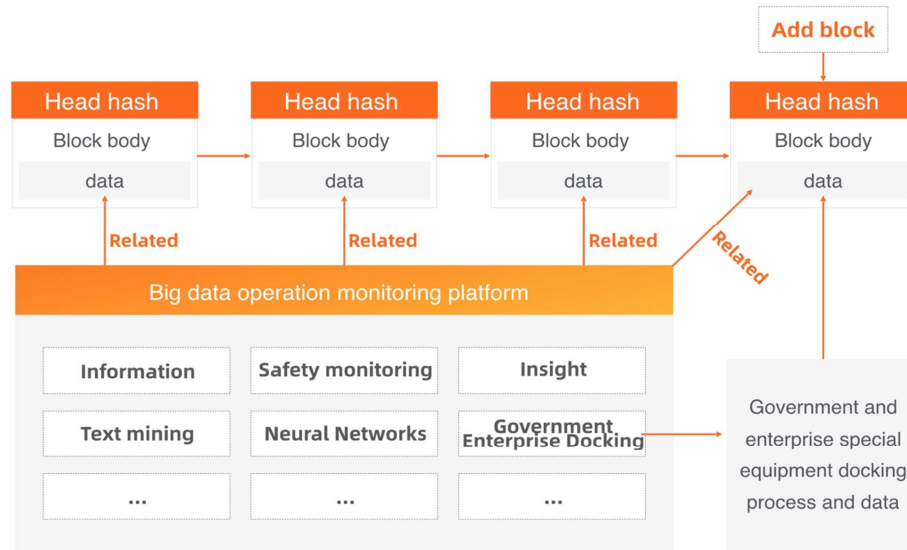 Add block
Head hash
Head hash
Head hash
Head hash
Block body
Block body
Block body
Block body
data
data
data
data
Related
Related
Related
Related
Big data operation monitoring platform
Information
Safety monitoring
Insight
Text mining
Neural Networks
Government
Enterprise Docking
...
...
...
Government and
enterprise special
equipment docking
process and data